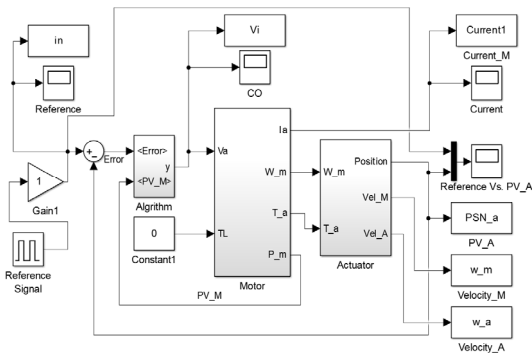 in
Reference
Vi
CO
Current1
Current_M
Current
+
−
Error
<Error>
y
<PV_M>
Algrithm
1
Gain1
Reference
Signal
0
Constant1
Va
TL
Ia
W_m
T_a
P_m
Motor
W_m
T_a
Position
Vel_M
Vel_A
Actuator
Reference Vs. PV_A
PSN_a
PV_A
w_m
Velocity_M
w_a
Velocity_A
PV_M